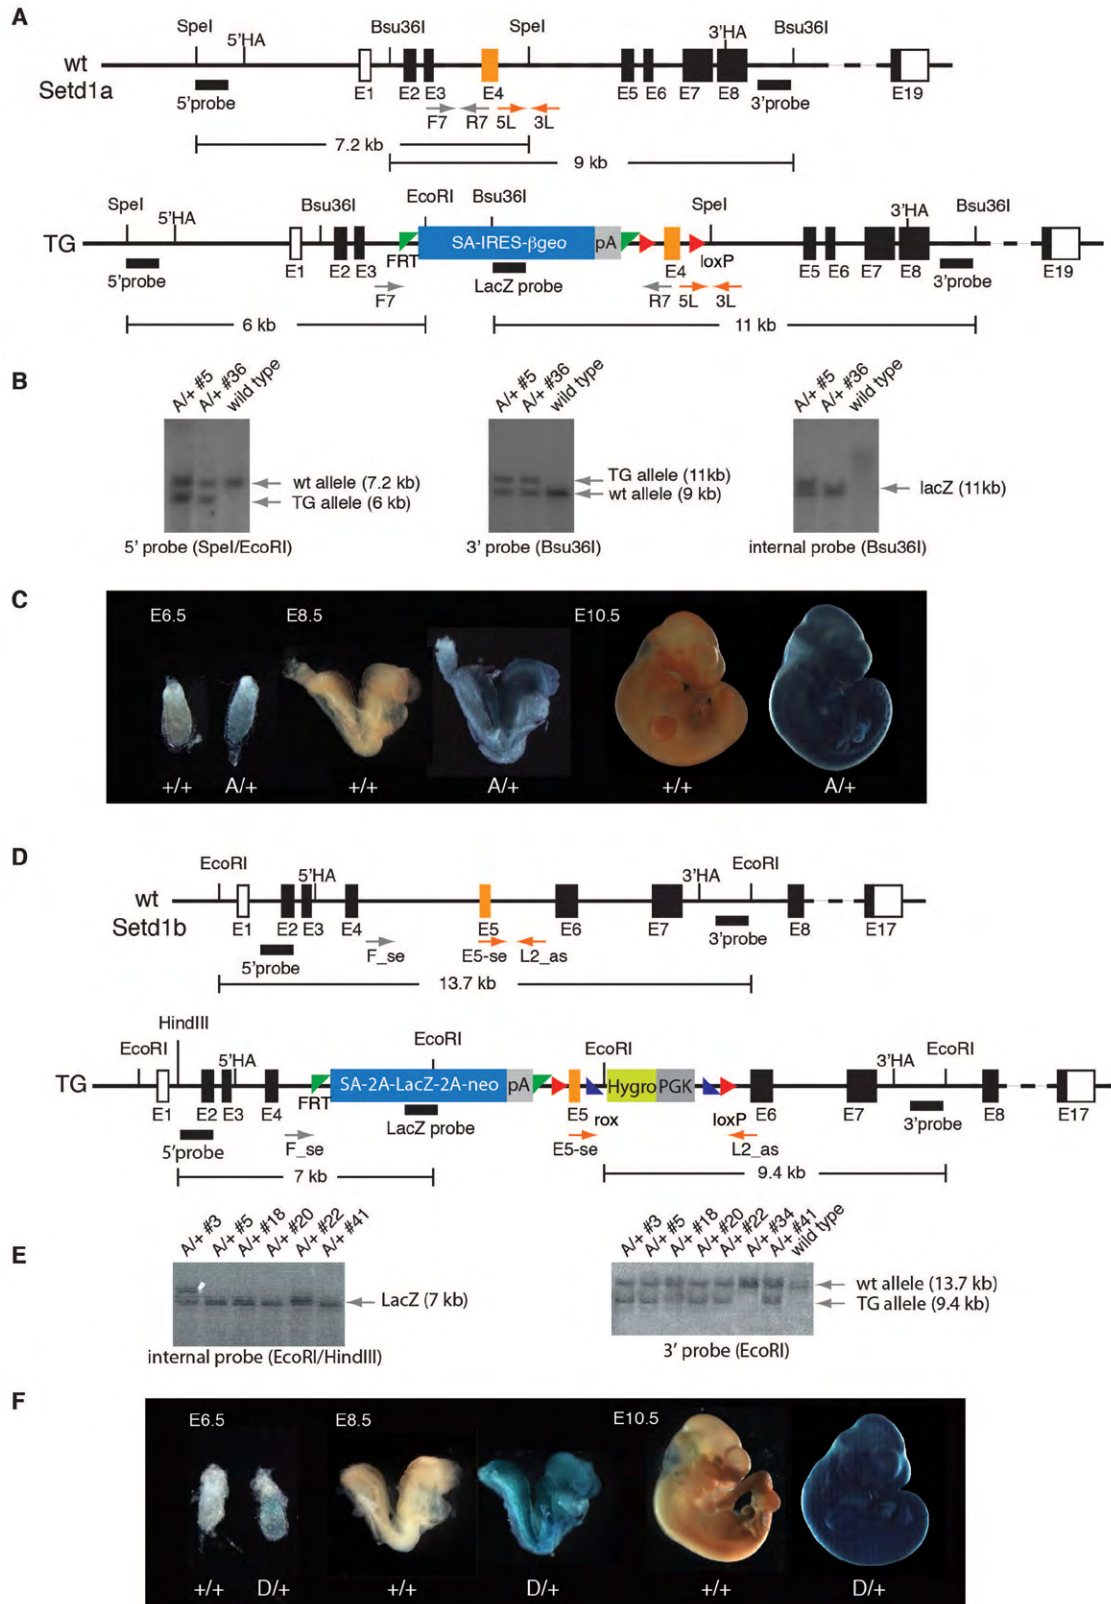 A
SpeI 5'HA Bsu36I SpeI 3'HA Bsu36I
wt
Setd1a
5'probe E1 E2 E3 E4 E5 E6 E7 E8 3'probe E19
F7 R7 5L 3L
7.2 kb
9 kb
SpeI 5'HA Bsu36I EcoRI Bsu36I SpeI 3'HA Bsu36I
TG
SA-IRES-βgeo pA
5'probe E1 E2 E3 FRT LacZ probe E4 loxP E5 E6 E7 E8 3'probe E19
F7 R7 5L 3L
6 kb 11 kb
B
A/+ #5 A/+ #36 wild type
wt allele (7.2 kb)
TG allele (6 kb)
5' probe (SpeI/EcoRI)
A/+ #5 A/+ #36 wild type
TG allele (11kb)
wt allele (9 kb)
3' probe (Bsu36I)
A/+ #5 A/+ #36 wild type
lacZ (11kb)
internal probe (Bsu36I)
C
E6.5 E8.5 E10.5
+/+ A/+ +/+ A/+ +/+ A/+
D
EcoRI 5'HA 3'HA EcoRI
wt
Setd1b
E1 E2 E3 E4 E5 E6 E7 3'probe E8 E17
5'probe F_se E5-se L2_as
13.7 kb
EcoRI HindIII 5'HA EcoRI EcoRI 3'HA EcoRI
TG
SA-2A-LacZ-2A-neo pA Hygro PGK
E1 E2 E3 E4 FRT LacZ probe E5 rox loxP E6 E7 3'probe E8 E17
5'probe F_se E5-se L2_as
7 kb 9.4 kb
E
A/+ #3 A/+ #5 A/+ #18 A/+ #20 A/+ #22 A/+ #41
LacZ (7 kb)
internal probe (EcoRI/HindIII)
A/+ #3 A/+ #5 A/+ #18 A/+ #20 A/+ #22 A/+ #34 A/+ #41 wild type
wt allele (13.7 kb)
TG allele (9.4 kb)
3' probe (EcoRI)
F
E6.5 E8.5 E10.5
+/+ D/+ +/+ D/+ +/+ D/+